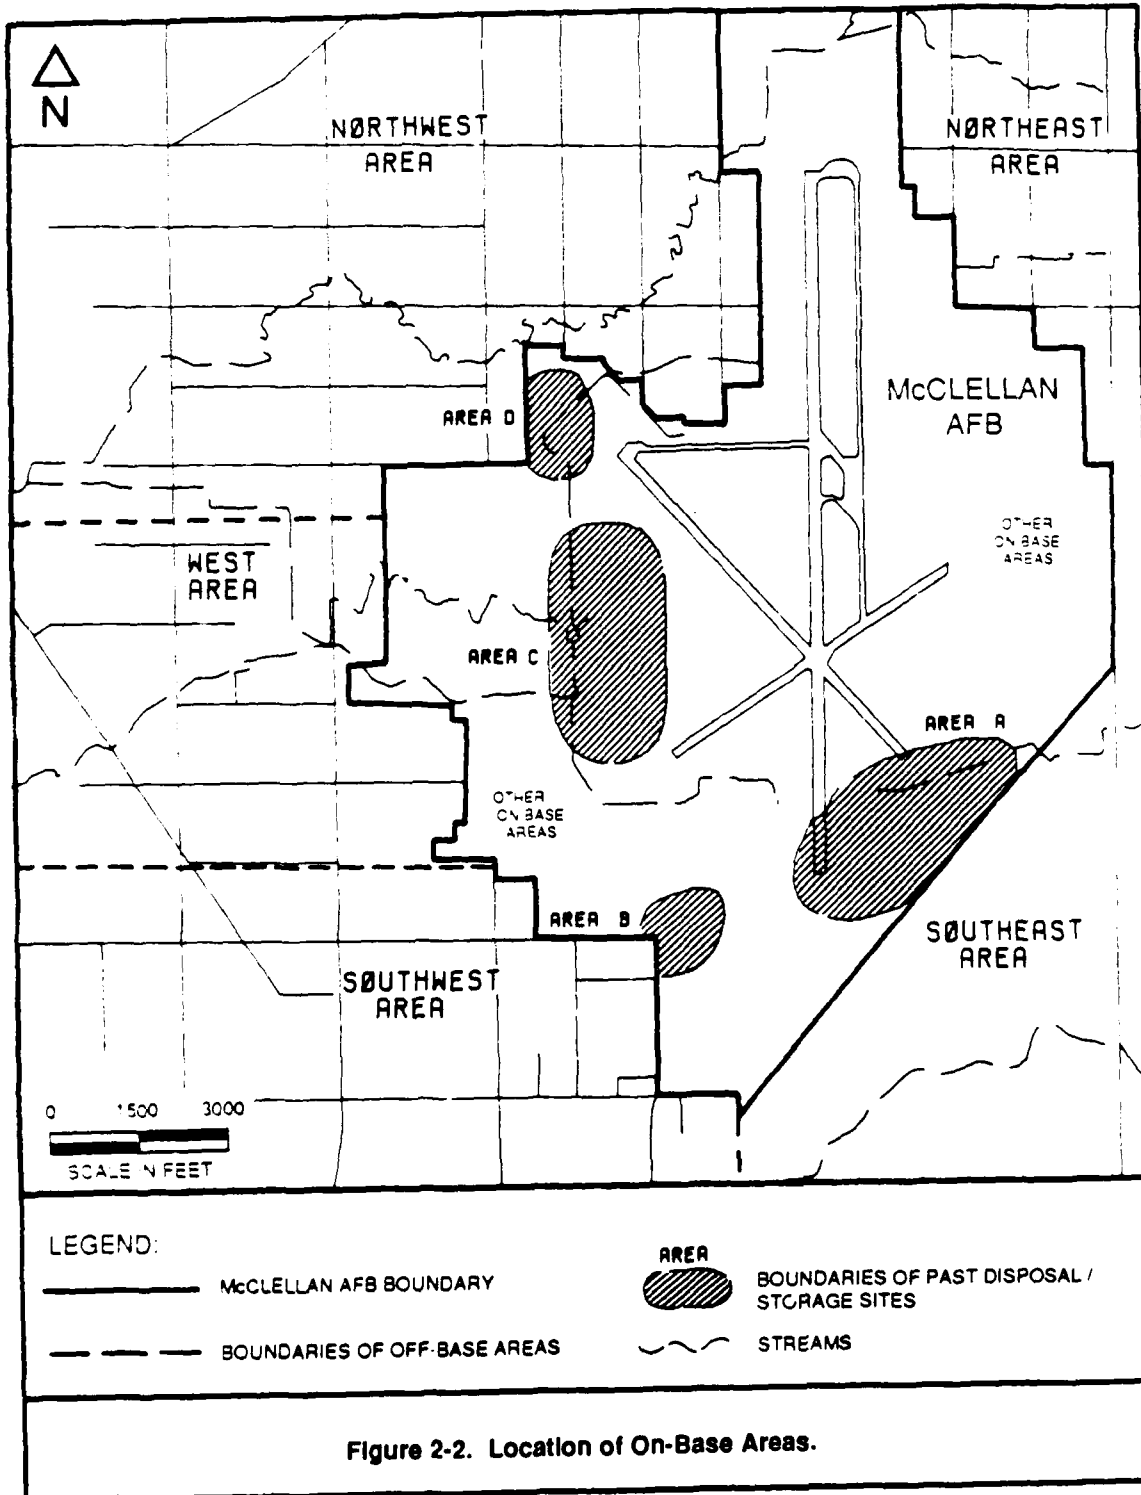 N
NØRTHWEST
AREA
NØRTHEAST
AREA
McCLELLAN
AFB
AREA D
OTHER
ON BASE
AREAS
WEST
AREA
AREA C
AREA A
OTHER
ON BASE
AREAS
AREA B
SØUTHEAST
AREA
SØUTHWEST
AREA
0 1500 3000
SCALE IN FEET
LEGEND:
McCLELLAN AFB BOUNDARY
BOUNDARIES OF OFF-BASE AREAS
AREA
BOUNDARIES OF PAST DISPOSAL /
STORAGE SITES
STREAMS
Figure 2-2. Location of On-Base Areas.